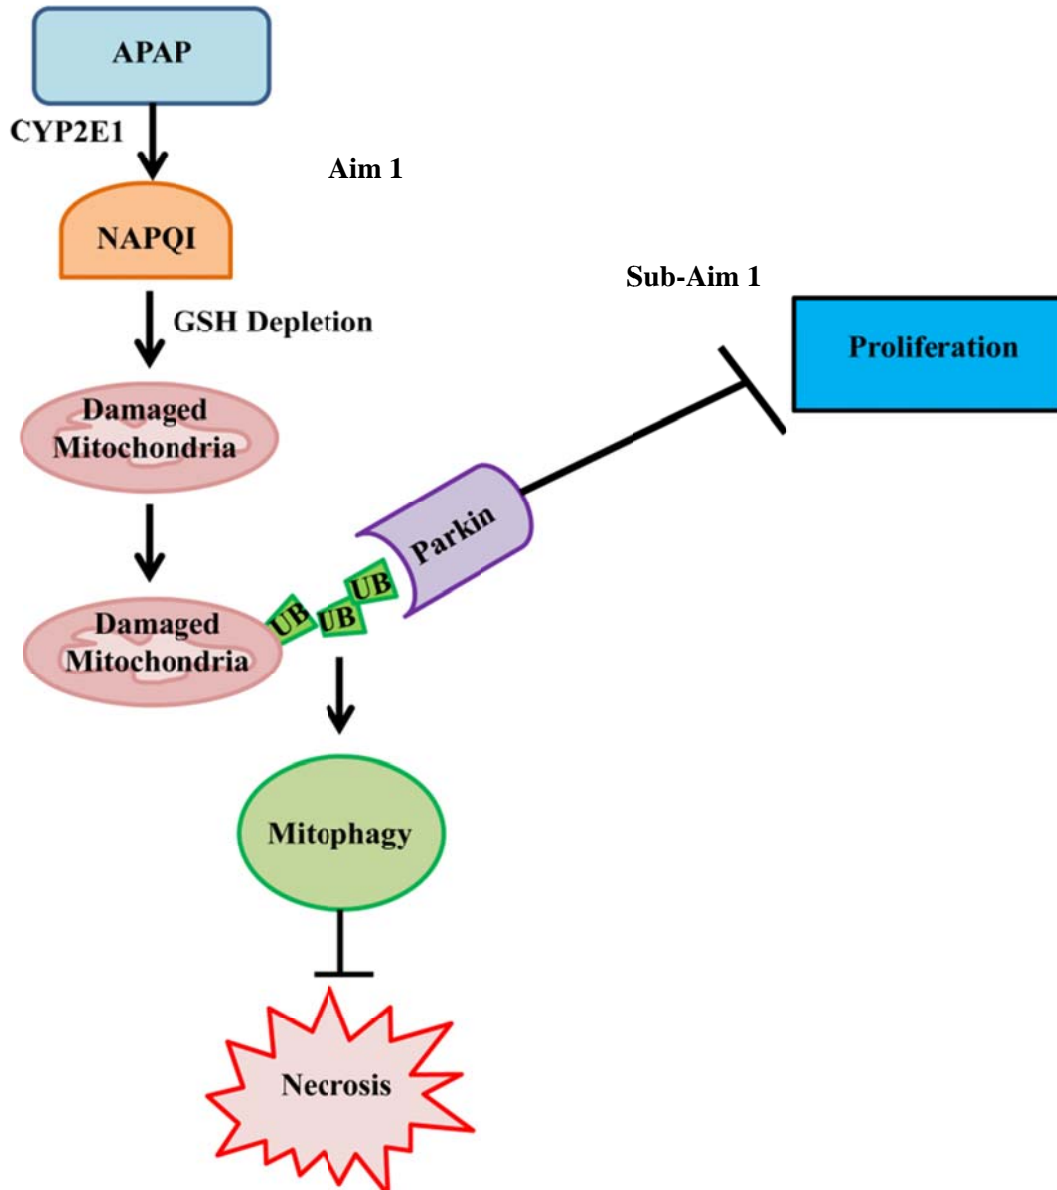 APAP
CYP2E1
Aim 1
NAPQI
Sub-Aim 1
GSH Depletion
Proliferation
Damaged
Mitochondria
Parkin
UB
UB
UB
Damaged
Mitochondria
Mitophagy
Necrosis